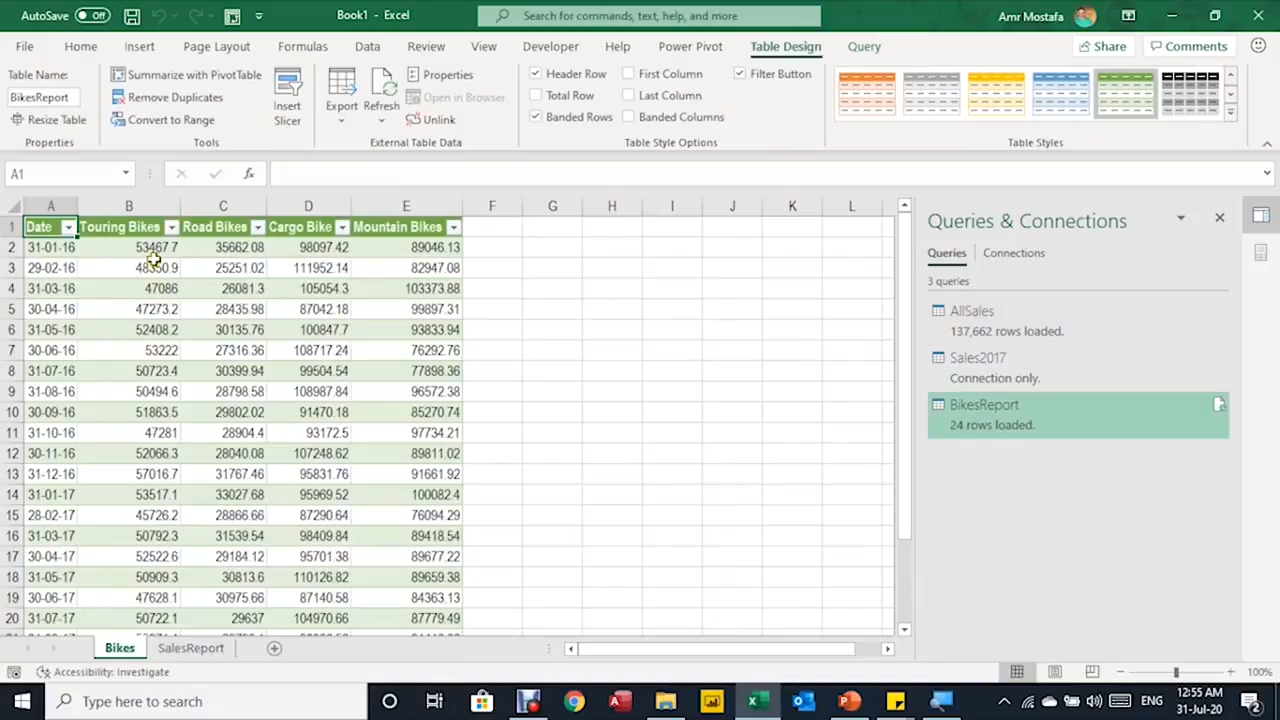 AutoSave Off Book1 - Excel Search for commands, text, help, and more Amr Mostafa
File Home Insert Page Layout Formulas Data Review View Developer Help Power Pivot Table Design Query Share Comments
Table Name: Summarize with PivotTable Properties Header Row First Column Filter Button
BikesReport Remove Duplicates Insert Slicer Export Refresh Open in Browser Total Row Last Column
Resize Table Convert to Range Unlink Banded Rows Banded Columns
Properties Tools External Table Data Table Style Options Table Styles
A1 fx
A B C D E F G H I J K L
1 Date Touring Bikes Road Bikes Cargo Bike Mountain Bikes
2 31-01-16 53467.7 35662.08 98097.42 89046.13
3 29-02-16 48350.9 25251.02 111952.14 82947.08
4 31-03-16 47086 26081.3 105054.3 103373.88
5 30-04-16 47273.2 28435.98 87042.18 99897.31
6 31-05-16 52408.2 30135.76 100847.7 93833.94
7 30-06-16 53222 27316.36 108717.24 76292.76
8 31-07-16 50723.4 30399.94 99504.54 77898.36
9 31-08-16 50494.6 28798.58 108987.84 96572.38
10 30-09-16 51863.5 29802.02 91470.18 85270.74
11 31-10-16 47281 28904.4 93172.5 97734.21
12 30-11-16 52066.3 28040.08 107248.62 89811.02
13 31-12-16 57016.7 31767.46 95831.76 91661.92
14 31-01-17 53517.1 33027.68 95969.52 100082.4
15 28-02-17 45726.2 28866.66 87290.64 76094.29
16 31-03-17 50792.3 31539.54 98409.84 89418.54
17 30-04-17 52522.6 29184.12 95701.38 89677.22
18 31-05-17 50909.3 30813.6 110126.82 89659.38
19 30-06-17 47628.1 30975.66 87140.58 84363.13
20 31-07-17 50722.1 29637 104970.66 87779.49
Queries & Connections
Queries Connections
3 queries
AllSales
137,662 rows loaded.
Sales2017
Connection only.
BikesReport
24 rows loaded.
Bikes SalesReport
Accessibility: Investigate 100%
Type here to search ENG 12:55 AM
31-Jul-20 2